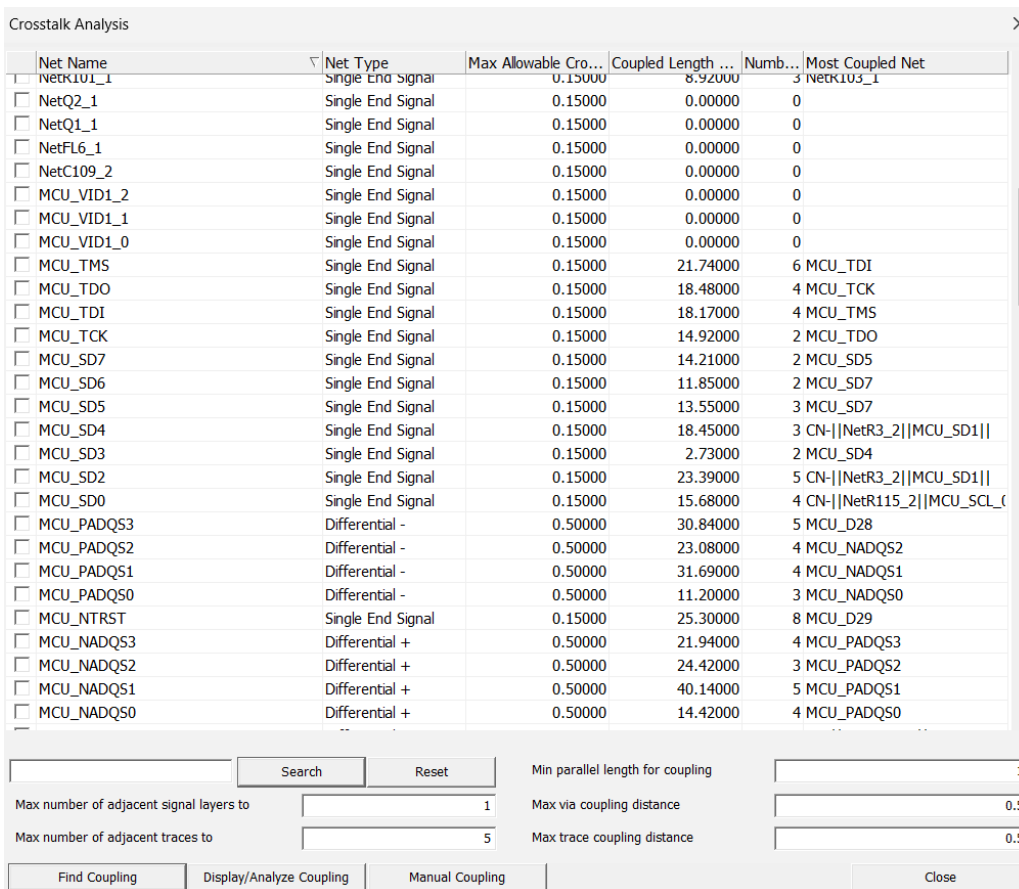 Crosstalk Analysis
Net Name Net Type Max Allowable Cro... Coupled Length ... Numb... Most Coupled Net
NetR101_1 Single End Signal 0.15000 8.92000 3 NetR103_1
NetQ2_1 Single End Signal 0.15000 0.00000 0
NetQ1_1 Single End Signal 0.15000 0.00000 0
NetFL6_1 Single End Signal 0.15000 0.00000 0
NetC109_2 Single End Signal 0.15000 0.00000 0
MCU_VID1_2 Single End Signal 0.15000 0.00000 0
MCU_VID1_1 Single End Signal 0.15000 0.00000 0
MCU_VID1_0 Single End Signal 0.15000 0.00000 0
MCU_TMS Single End Signal 0.15000 21.74000 6 MCU_TDI
MCU_TDO Single End Signal 0.15000 18.48000 4 MCU_TCK
MCU_TDI Single End Signal 0.15000 18.17000 4 MCU_TMS
MCU_TCK Single End Signal 0.15000 14.92000 2 MCU_TDO
MCU_SD7 Single End Signal 0.15000 14.21000 2 MCU_SD5
MCU_SD6 Single End Signal 0.15000 11.85000 2 MCU_SD7
MCU_SD5 Single End Signal 0.15000 13.55000 3 MCU_SD7
MCU_SD4 Single End Signal 0.15000 18.45000 3 CN-||NetR3_2||MCU_SD1||
MCU_SD3 Single End Signal 0.15000 2.73000 2 MCU_SD4
MCU_SD2 Single End Signal 0.15000 23.39000 5 CN-||NetR3_2||MCU_SD1||
MCU_SD0 Single End Signal 0.15000 15.68000 4 CN-||NetR115_2||MCU_SCL_(
MCU_PADQS3 Differential - 0.50000 30.84000 5 MCU_D28
MCU_PADQS2 Differential - 0.50000 23.08000 4 MCU_NADQS2
MCU_PADQS1 Differential - 0.50000 31.69000 4 MCU_NADQS1
MCU_PADQS0 Differential - 0.50000 11.20000 3 MCU_NADQS0
MCU_NTRST Single End Signal 0.15000 25.30000 8 MCU_D29
MCU_NADQS3 Differential + 0.50000 21.94000 4 MCU_PADQS3
MCU_NADQS2 Differential + 0.50000 24.42000 3 MCU_PADQS2
MCU_NADQS1 Differential + 0.50000 40.14000 5 MCU_PADQS1
MCU_NADQS0 Differential + 0.50000 14.42000 4 MCU_PADQS0
Search Reset Min parallel length for coupling
Max number of adjacent signal layers to 1 Max via coupling distance 0.5
Max number of adjacent traces to 5 Max trace coupling distance 0.5
Find Coupling Display/Analyze Coupling Manual Coupling Close